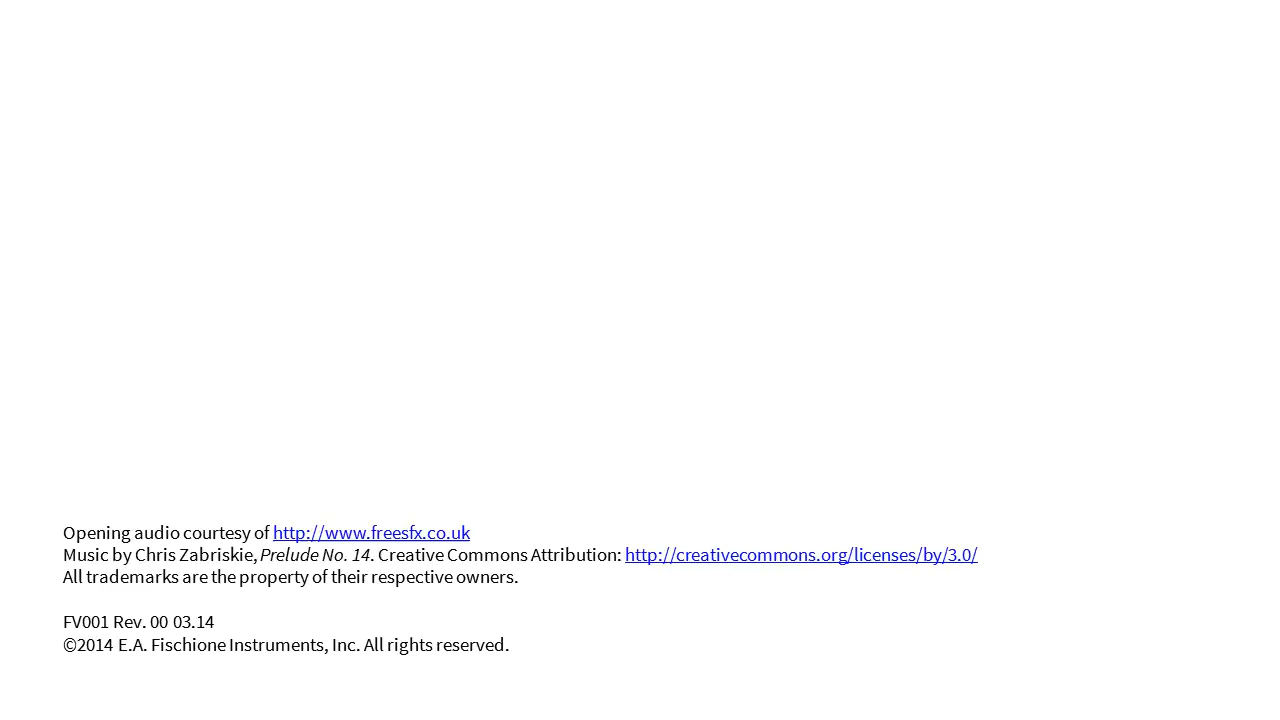 Opening audio courtesy of http://www.freesfx.co.uk
Music by Chris Zabriskie, Prelude No. 14. Creative Commons Attribution: http://creativecommons.org/licenses/by/3.0/
All trademarks are the property of their respective owners.
FV001 Rev. 00 03.14
©2014 E.A. Fischione Instruments, Inc. All rights reserved.